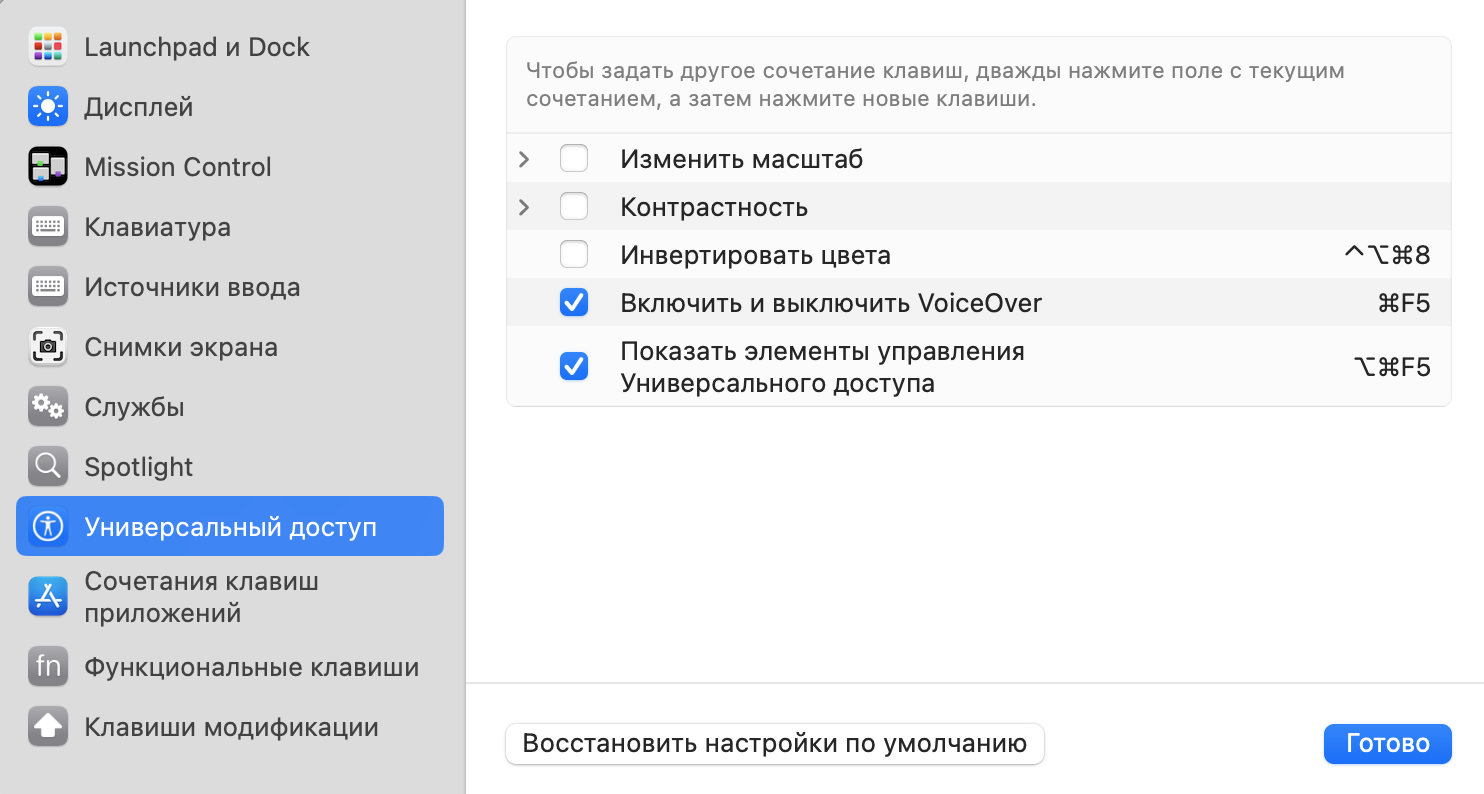 Launchpad и Dock
Дисплей
Mission Control
Клавиатура
Источники ввода
Снимки экрана
Службы
Spotlight
Универсальный доступ
Сочетания клавиш
приложений
fn Функциональные клавиши
Клавиши модификации
Чтобы задать другое сочетание клавиш, дважды нажмите поле с текущим
сочетанием, а затем нажмите новые клавиши.
Изменить масштаб
Контрастность
Инвертировать цвета ^⌥⌘8
Включить и выключить VoiceOver ⌘F5
Показать элементы управления
Универсального доступа ⌥⌘F5
Восстановить настройки по умолчанию
Готово